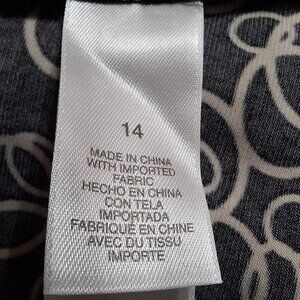 14
MADE IN CHINA
WITH IMPORTED
FABRIC
HECHO EN CHINA
CON TELA
IMPORTADA
FABRIQUÉ EN CHINE
AVEC DU TISSU
IMPORTE